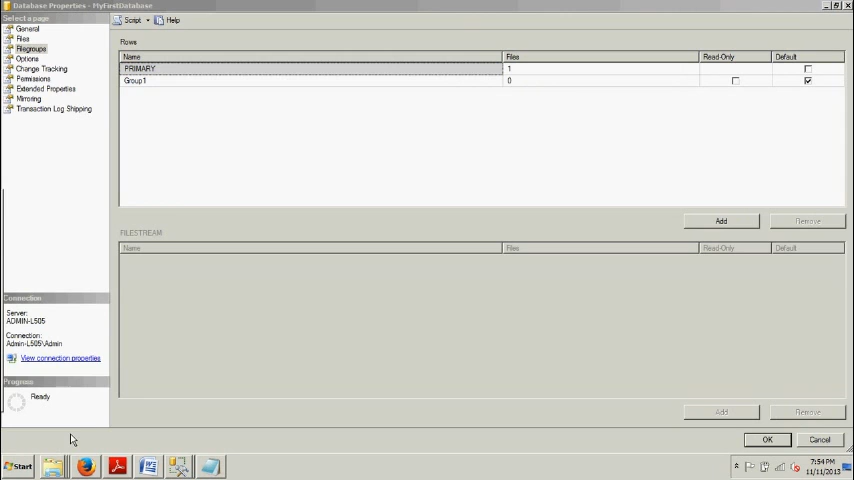 Database Properties - MyFirstDatabase
Select a page
General
Files
Filegroups
Options
Change Tracking
Permissions
Extended Properties
Mirroring
Transaction Log Shipping
Script
Help
Rows
Name Files Read-Only Default
PRIMARY 1
Group1 0
Add Remove
FILESTREAM
Name Files Read-Only Default
Add Remove
Connection
Server:
ADMIN-L505
Connection:
Admin-L505\Admin
View connection properties
Progress
Ready
OK Cancel
Start
7:54 PM
11/11/2013